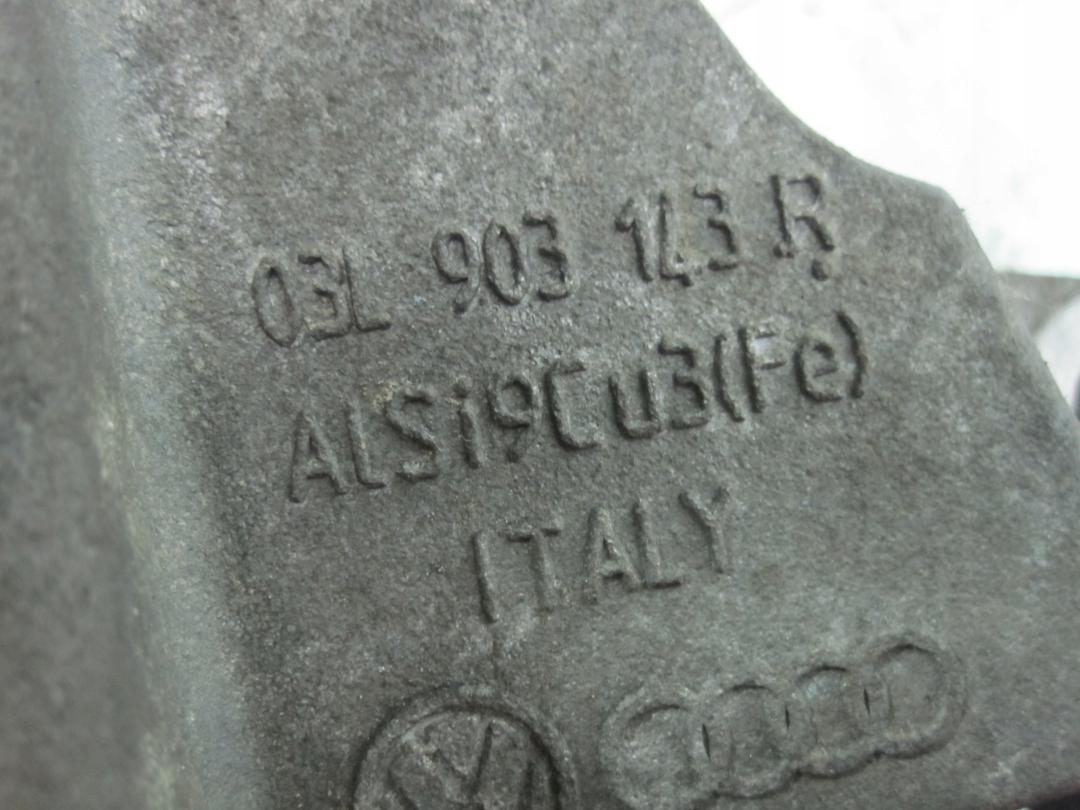 03L 903 143 R
AlSi9Cu3(Fe)
ITALY